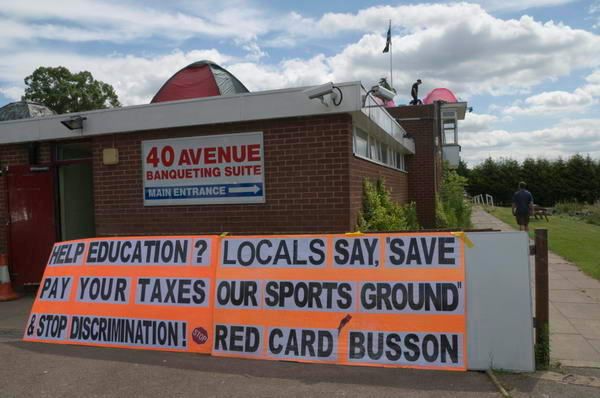 40 AVENUE
BANQUETING SUITE
MAIN ENTRANCE
HELP EDUCATION?
PAY YOUR TAXES
& STOP DISCRIMINATION!
STOP
LOCALS SAY, 'SAVE
OUR SPORTS GROUND"
RED CARD BUSSON